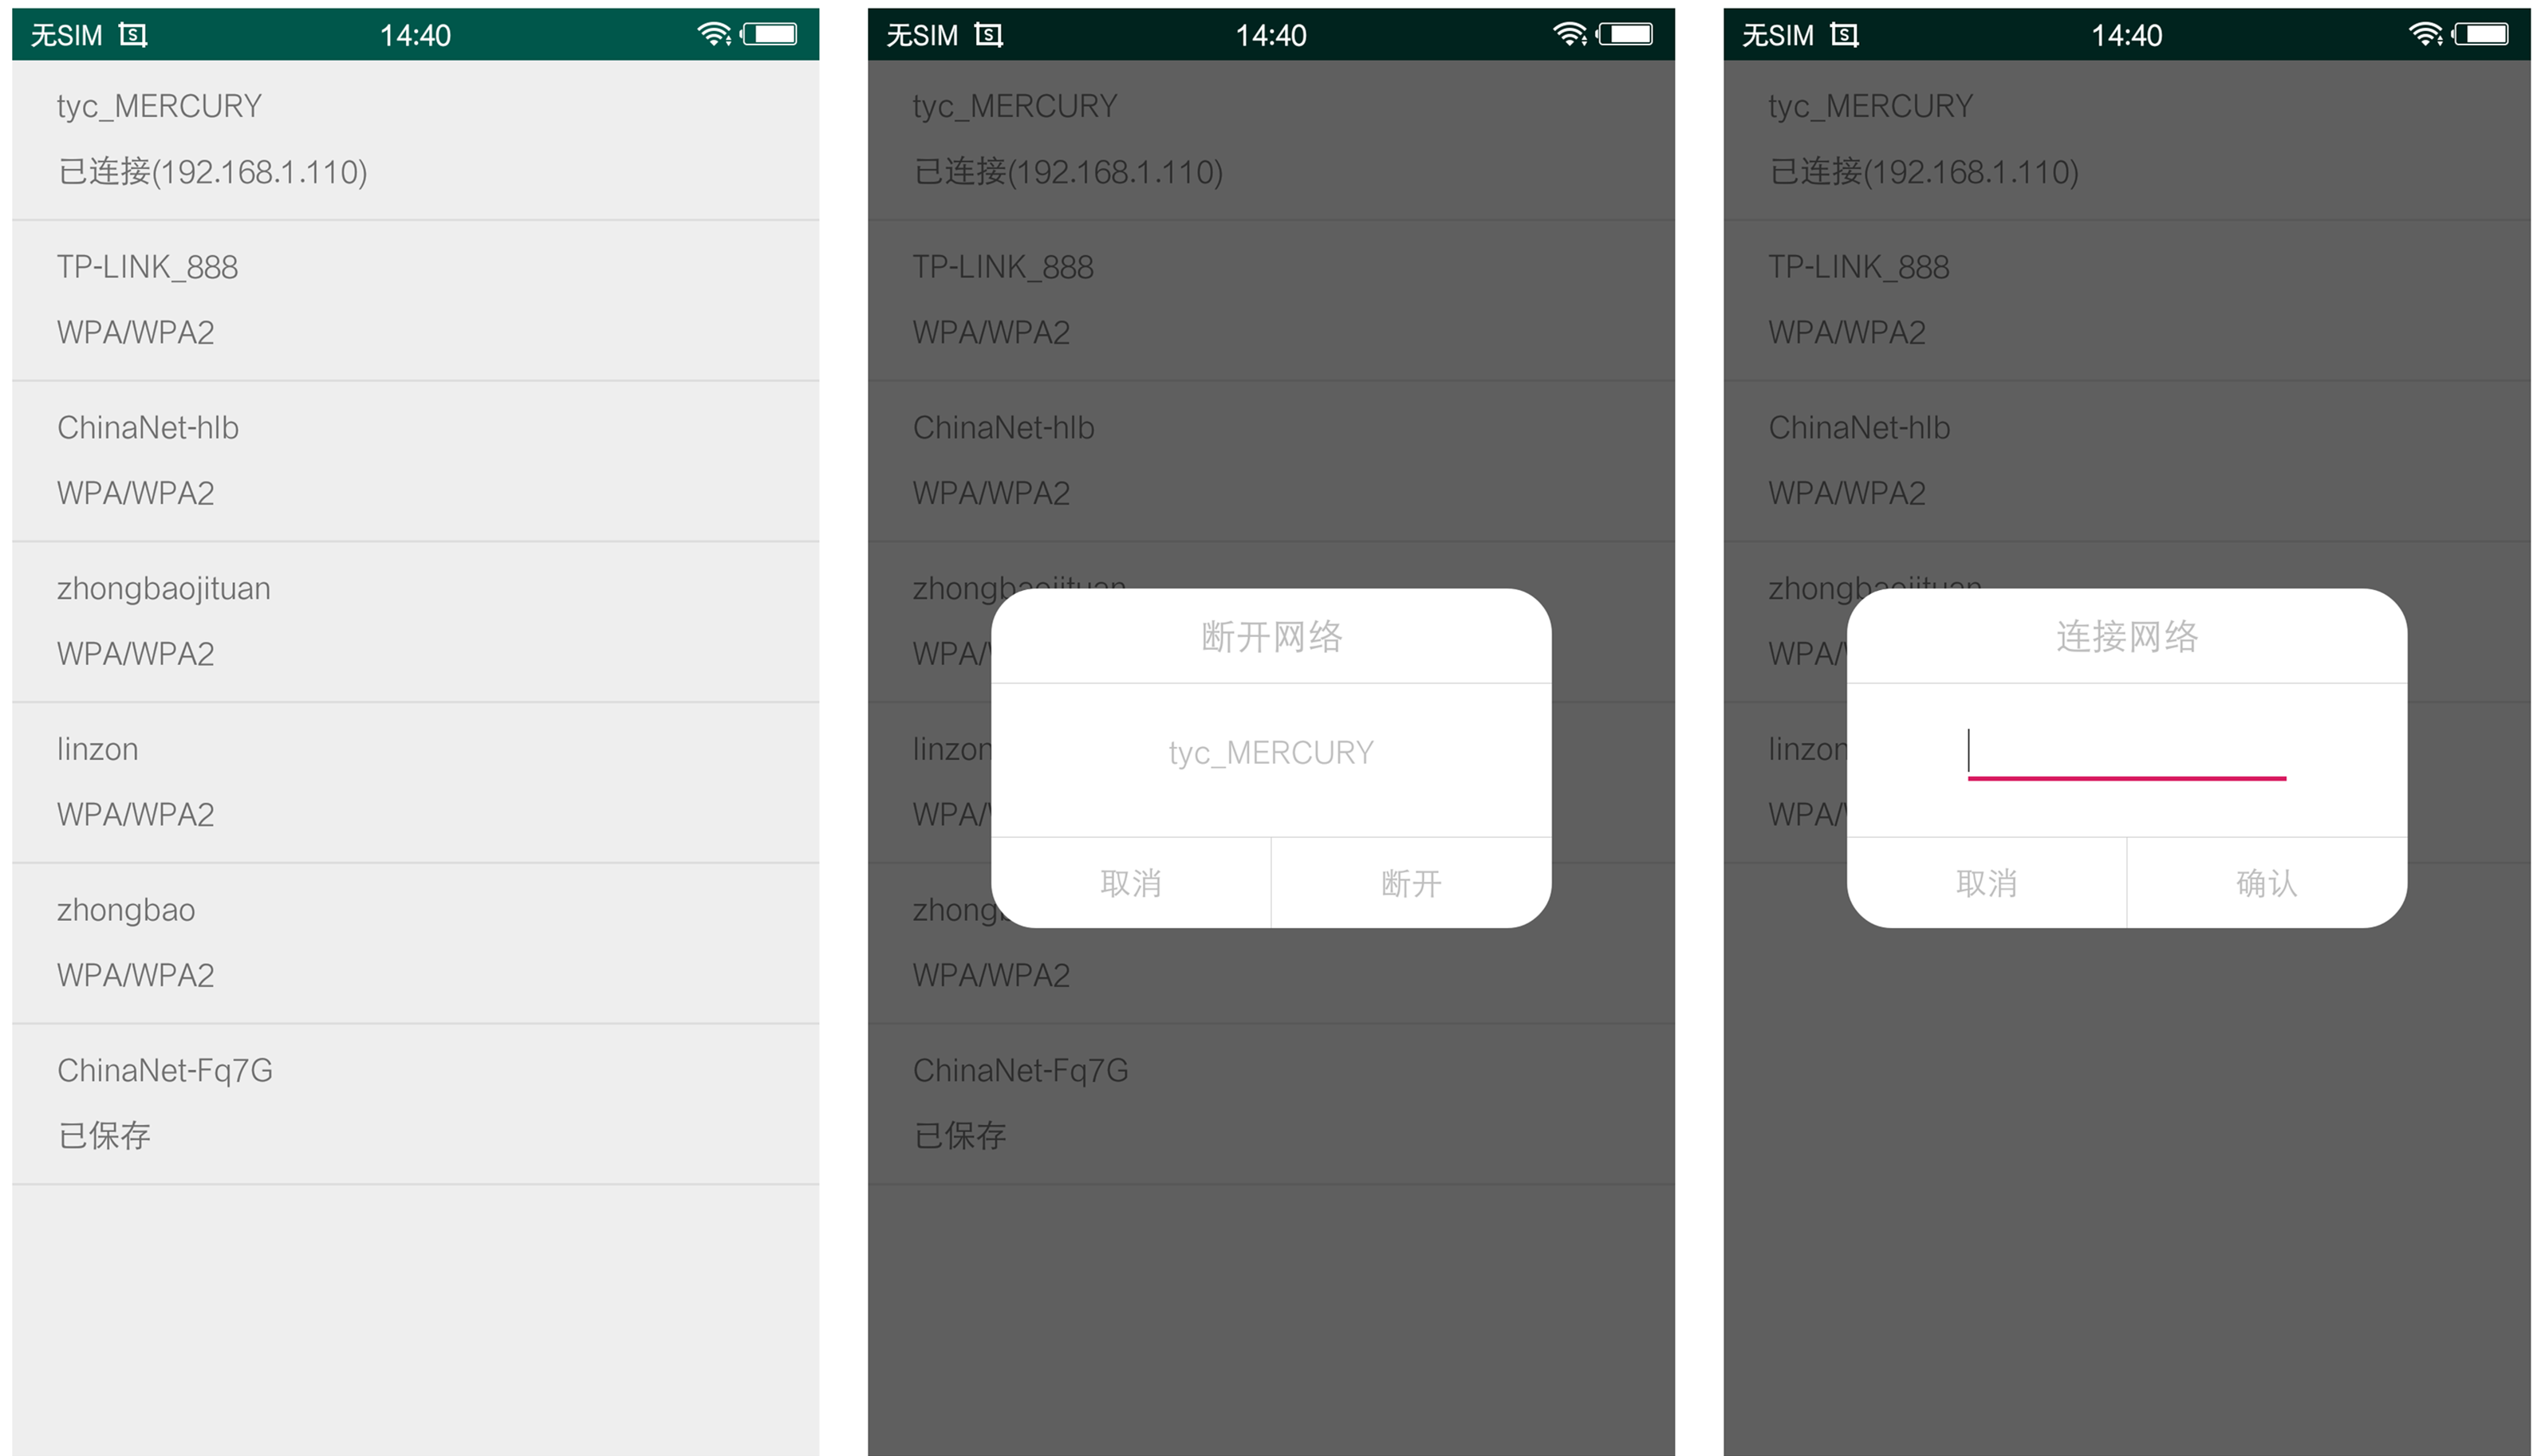 无SIM 14:40
tyc_MERCURY
已连接(192.168.1.110)
TP-LINK_888
WPA/WPA2
ChinaNet-hlb
WPA/WPA2
zhongbaojituan
WPA/WPA2
linzon
WPA/WPA2
zhongbao
WPA/WPA2
ChinaNet-Fq7G
已保存
无SIM 14:40
tyc_MERCURY
已连接(192.168.1.110)
TP-LINK_888
WPA/WPA2
ChinaNet-hlb
WPA/WPA2
zhongbaojituan
WPA/
断开网络
linzon
tyc_MERCURY
WPA/
取消 断开
zhong
WPA/WPA2
ChinaNet-Fq7G
已保存
无SIM 14:40
tyc_MERCURY
已连接(192.168.1.110)
TP-LINK_888
WPA/WPA2
ChinaNet-hlb
WPA/WPA2
zhongbaojituan
WPA/
连接网络
linzon
WPA/
取消 确认